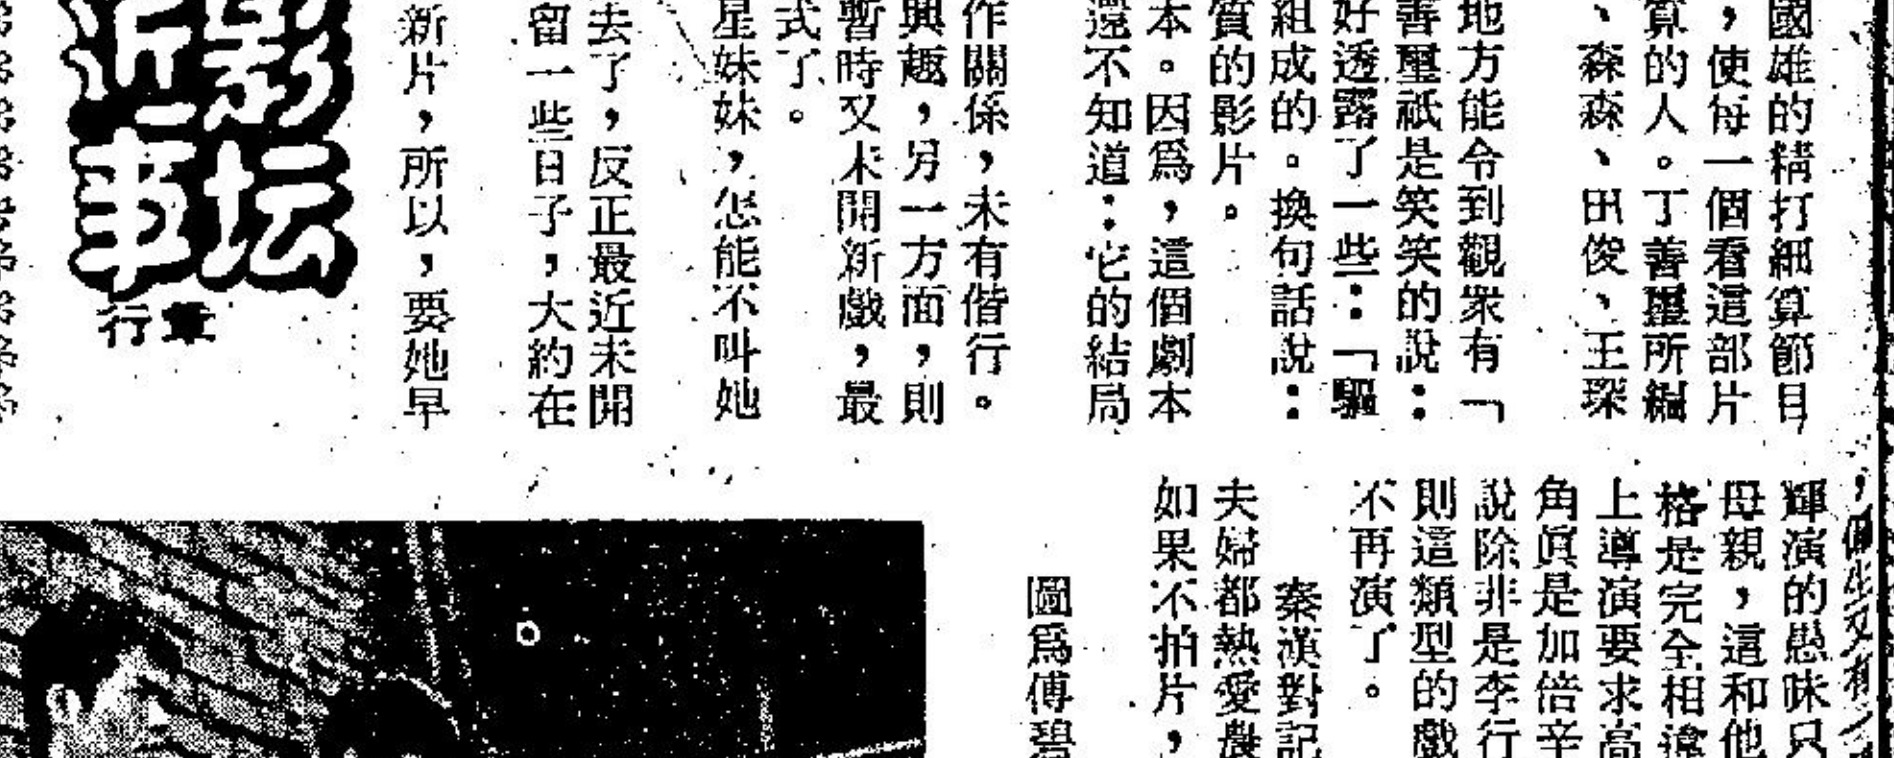 國雄的精打細算節目
，使每一個看這部片
算的人。丁善璽所編
、森森、田俊、王琛
地方能令到觀衆有「
善璽祇是笑笑的說：
好透露了一些：「驅
組成的。換句話說：
質的影片。
本。因爲，這個劇本
還不知道：它的結局
作關係，未有偕行。
興趣，另一方面，則
暫時又未開新戲，最
式了。
星妹妹，怎能不叫她
去了，反正最近未開
留一些日子，大約在
新片，所以，要她早
影坛
近事
章行
輝演的愚昧只
母親，這和他
格是完全相違
上導演要求高
角眞是加倍辛
說除非是李行
則這類型的戲
不再演了。
秦漢對記
夫婦都熱愛農
如果不拍片，
圖爲傅碧